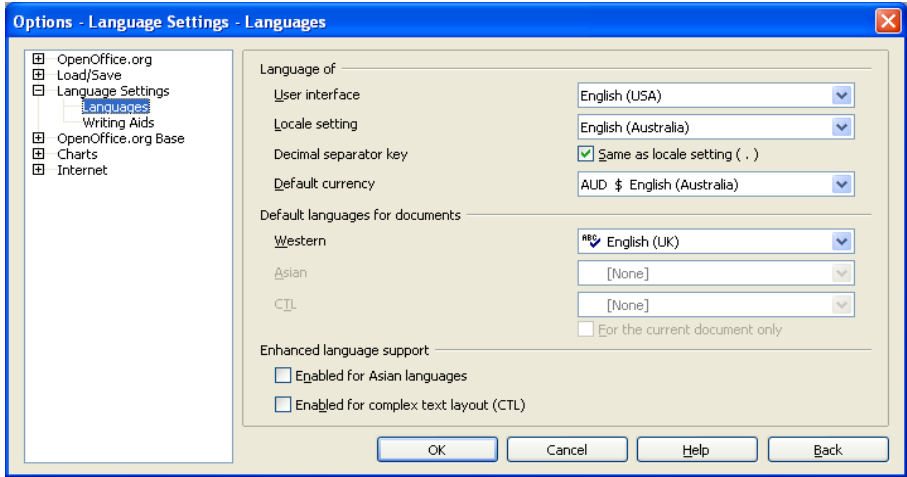 Options - Language Settings - Languages
OpenOffice.org
Load/Save
Language Settings
Languages
Writing Aids
OpenOffice.org Base
Charts
Internet
Language of
User interface English (USA)
Locale setting English (Australia)
Decimal separator key Same as locale setting ( . )
Default currency AUD $ English (Australia)
Default languages for documents
Western ABC English (UK)
Asian [None]
CTL [None]
For the current document only
Enhanced language support
Enabled for Asian languages
Enabled for complex text layout (CTL)
OK Cancel Help Back